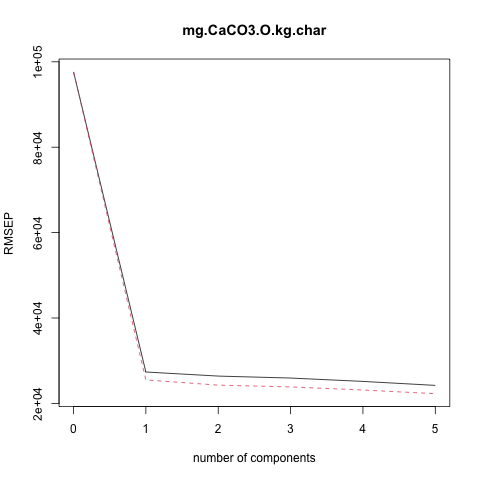 mg.CaCO3.O.kg.char
1e+05
8e+04
6e+04
4e+04
2e+04
RMSEP
0 1 2 3 4 5
number of components